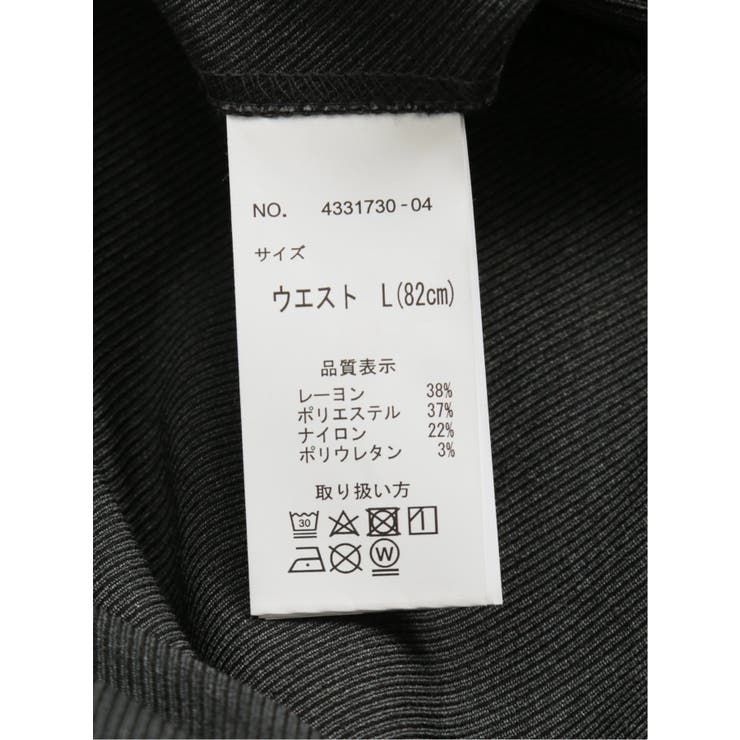 NO. 4331730-04
サイズ
ウエスト L(82cm)
品質表示
レーヨン 38%
ポリエステル 37%
ナイロン 22%
ポリウレタン 3%
取り扱い方
30
W